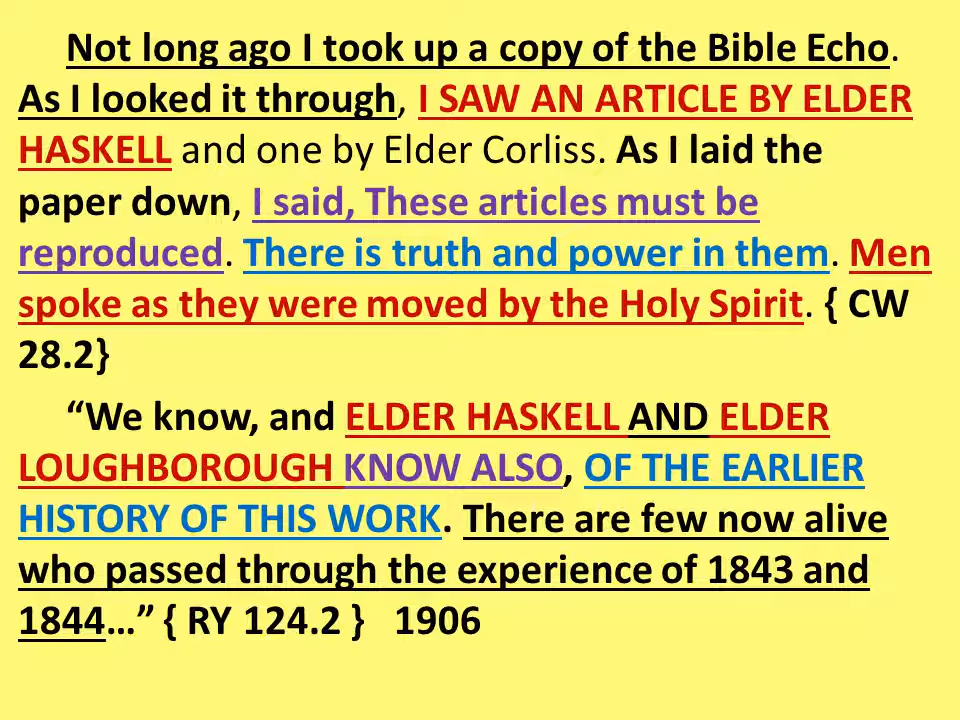 Not long ago I took up a copy of the Bible Echo.
As I looked it through, I SAW AN ARTICLE BY ELDER
HASKELL and one by Elder Corliss. As I laid the
paper down, I said, These articles must be
reproduced. There is truth and power in them. Men
spoke as they were moved by the Holy Spirit. { CW
28.2}
“We know, and ELDER HASKELL AND ELDER
LOUGHBOROUGH KNOW ALSO, OF THE EARLIER
HISTORY OF THIS WORK. There are few now alive
who passed through the experience of 1843 and
1844…” { RY 124.2 } 1906